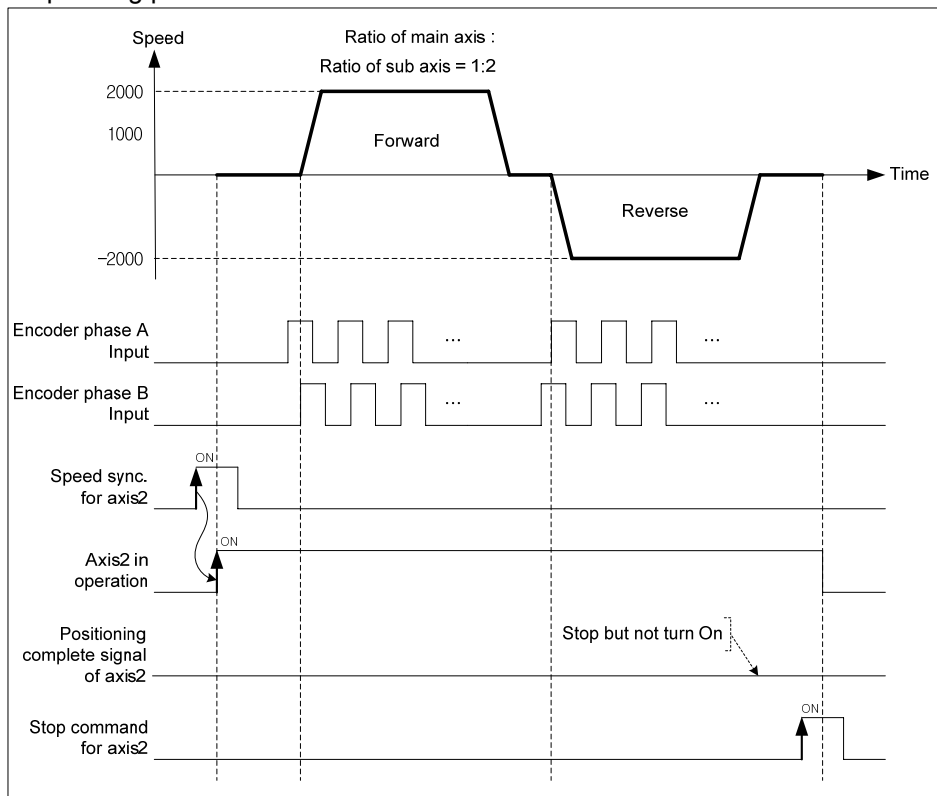 Speed
Ratio of main axis :
Ratio of sub axis = 1:2
2000
1000
Forward
Time
Reverse
−2000
Encoder phase A
Input
...
...
Encoder phase B
Input
...
...
ON
Speed sync.
for axis2
ON
Axis2 in
operation
Positioning
complete signal
of axis2
Stop but not turn On
ON
Stop command
for axis2